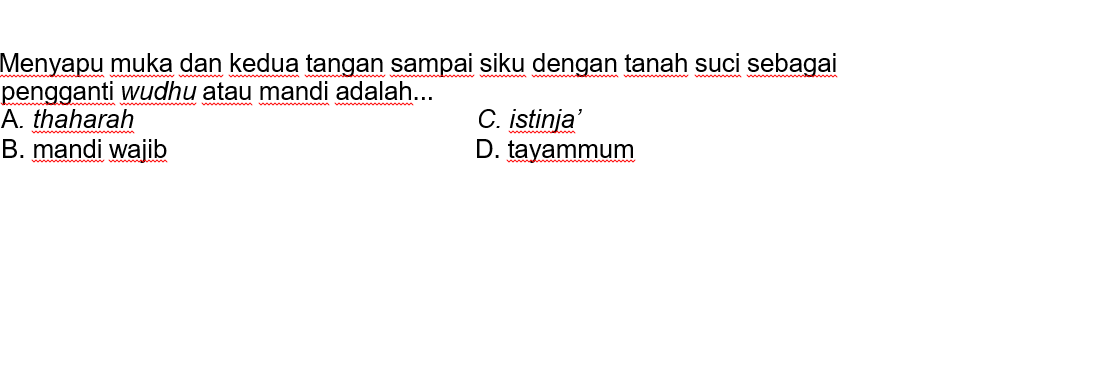 Menyapu muka dan kedua tangan sampai siku dengan tanah suci sebagai
pengganti wudhu atau mandi adalah...
A. thaharah C. istinja’
B. mandi wajib D. tayammum